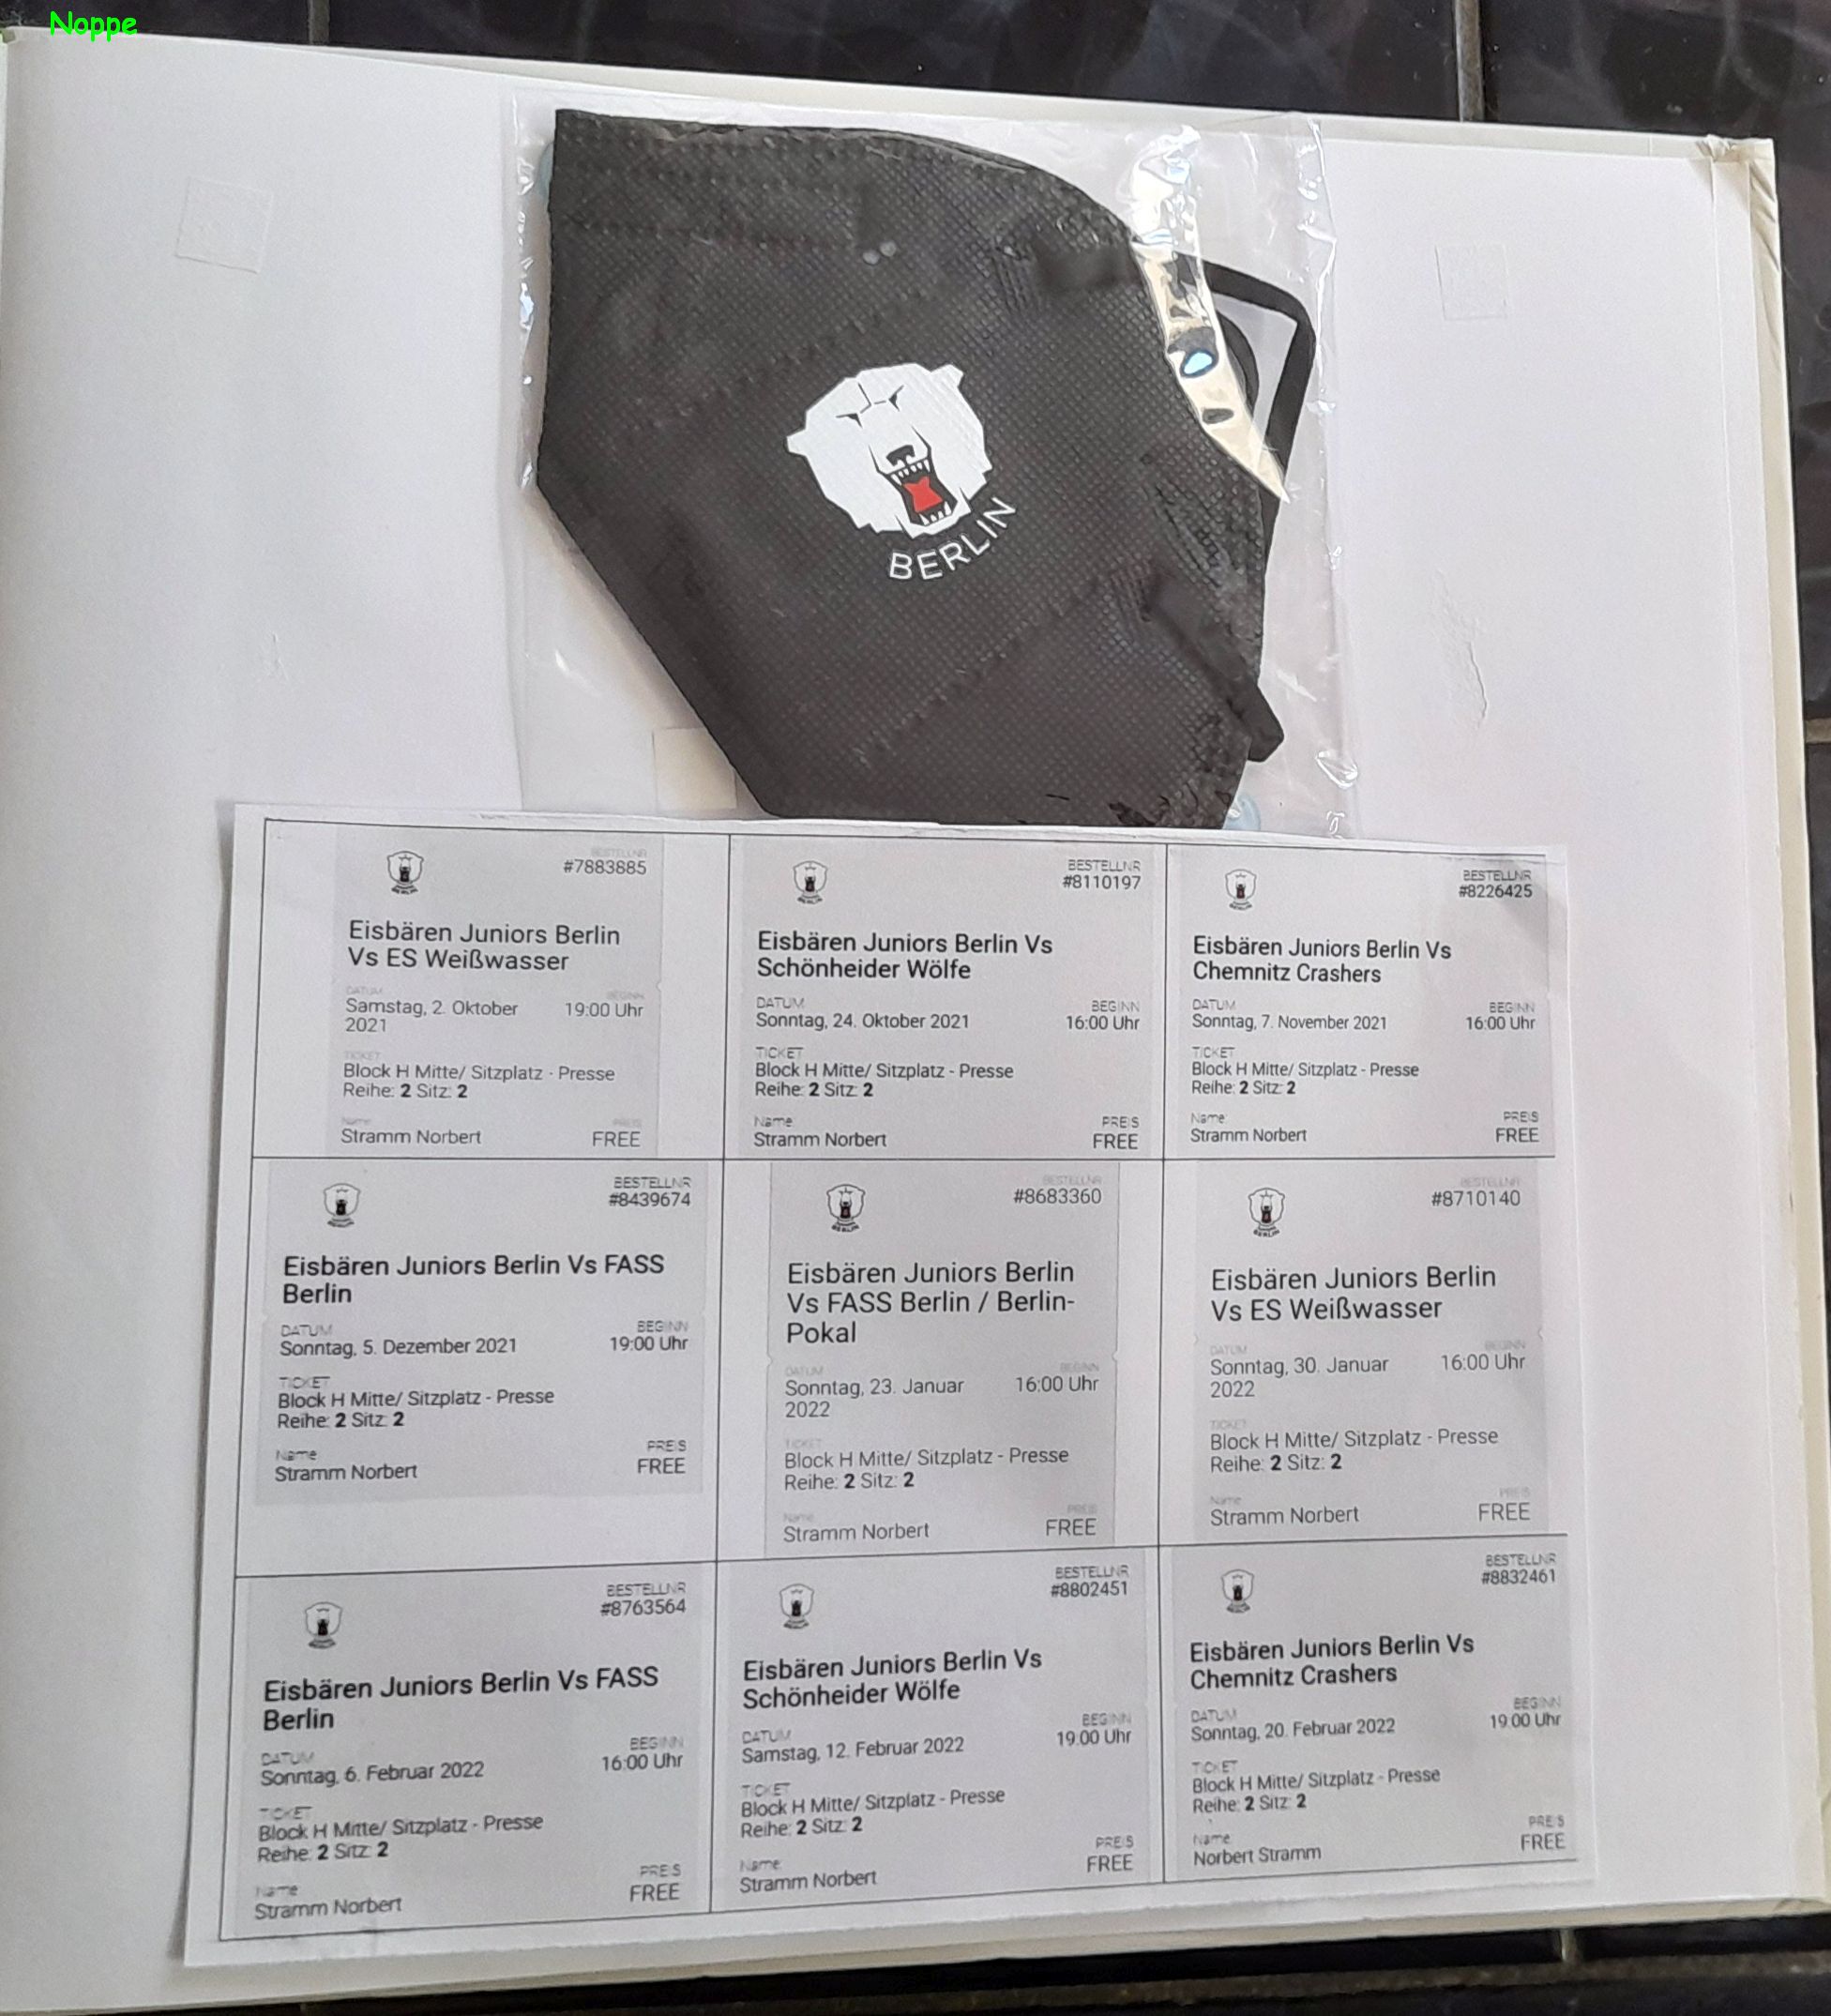 Noppe
BERLIN
BESTELLNR
#7883885
Eisbären Juniors Berlin
Vs ES Weißwasser
DATUM
BEGINN
Samstag, 2. Oktober
2021
19:00 Uhr
TICKET
Block H Mitte/ Sitzplatz - Presse
Reihe: 2 Sitz: 2
Name
PREIS
Stramm Norbert
FREE
BESTELLNR
#8110197
Eisbären Juniors Berlin Vs
Schönheider Wölfe
DATUM
BEGINN
Sonntag, 24. Oktober 2021
16:00 Uhr
TICKET
Block H Mitte/ Sitzplatz - Presse
Reihe: 2 Sitz: 2
Name
PREIS
Stramm Norbert
FREE
BESTELLNR
#8226425
Eisbären Juniors Berlin Vs
Chemnitz Crashers
DATUM
BEGINN
Sonntag, 7. November 2021
16:00 Uhr
TICKET
Block H Mitte/ Sitzplatz - Presse
Reihe: 2 Sitz: 2
Name
PREIS
Stramm Norbert
FREE
BESTELLNR
#8439674
Eisbären Juniors Berlin Vs FASS
Berlin
DATUM
BEGINN
Sonntag, 5. Dezember 2021
19:00 Uhr
TICKET
Block H Mitte/ Sitzplatz - Presse
Reihe: 2 Sitz: 2
Name
PREIS
Stramm Norbert
FREE
BESTELLNR
#8683360
BERLIN
Eisbären Juniors Berlin
Vs FASS Berlin / Berlin-
Pokal
DATUM
BEGINN
Sonntag, 23. Januar
2022
16:00 Uhr
TICKET
Block H Mitte/ Sitzplatz - Presse
Reihe: 2 Sitz: 2
Name
PREIS
Stramm Norbert
FREE
BESTELLNR
#8710140
BERLIN
Eisbären Juniors Berlin
Vs ES Weißwasser
DATUM
BEGINN
Sonntag, 30. Januar
2022
16:00 Uhr
TICKET
Block H Mitte/ Sitzplatz - Presse
Reihe: 2 Sitz: 2
Name
PREIS
Stramm Norbert
FREE
BESTELLNR
#8763564
Eisbären Juniors Berlin Vs FASS
Berlin
DATUM
BEGINN
Sonntag, 6. Februar 2022
16:00 Uhr
TICKET
Block H Mitte/ Sitzplatz - Presse
Reihe: 2 Sitz: 2
Name
PREIS
Stramm Norbert
FREE
BESTELLNR
#8802451
Eisbären Juniors Berlin Vs
Schönheider Wölfe
DATUM
BEGINN
Samstag, 12. Februar 2022
19:00 Uhr
TICKET
Block H Mitte/ Sitzplatz - Presse
Reihe: 2 Sitz: 2
Name
PREIS
Stramm Norbert
FREE
BESTELLNR
#8832461
Eisbären Juniors Berlin Vs
Chemnitz Crashers
DATUM
BEGINN
Sonntag, 20. Februar 2022
19:00 Uhr
TICKET
Block H Mitte/ Sitzplatz - Presse
Reihe: 2 Sitz: 2
Name
PREIS
Norbert Stramm
FREE